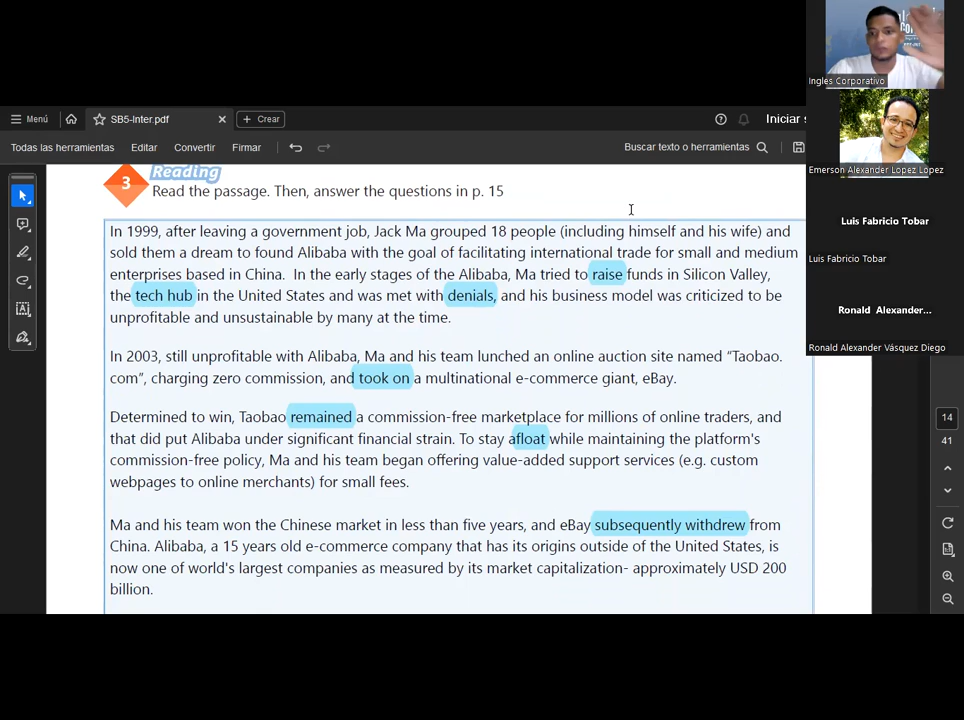 Ingles Corporativo
Menú
SB5-Inter.pdf
Crear
Iniciar s
Todas las herramientas
Editar
Convertir
Firmar
Buscar texto o herramientas
Emerson Alexander Lopez Lopez
3
Reading
Read the passage. Then, answer the questions in p. 15
Luis Fabricio Tobar
Luis Fabricio Tobar
In 1999, after leaving a government job, Jack Ma grouped 18 people (including himself and his wife) and
sold them a dream to found Alibaba with the goal of facilitating international trade for small and medium
enterprises based in China. In the early stages of the Alibaba, Ma tried to raise funds in Silicon Valley,
the tech hub in the United States and was met with denials, and his business model was criticized to be
unprofitable and unsustainable by many at the time.
Ronald Alexander...
Ronald Alexander Vásquez Diego
In 2003, still unprofitable with Alibaba, Ma and his team lunched an online auction site named “Taobao.
com”, charging zero commission, and took on a multinational e-commerce giant, eBay.
Determined to win, Taobao remained a commission-free marketplace for millions of online traders, and
that did put Alibaba under significant financial strain. To stay afloat while maintaining the platform's
commission-free policy, Ma and his team began offering value-added support services (e.g. custom
webpages to online merchants) for small fees.
14
41
Ma and his team won the Chinese market in less than five years, and eBay subsequently withdrew from
China. Alibaba, a 15 years old e-commerce company that has its origins outside of the United States, is
now one of world's largest companies as measured by its market capitalization- approximately USD 200
billion.